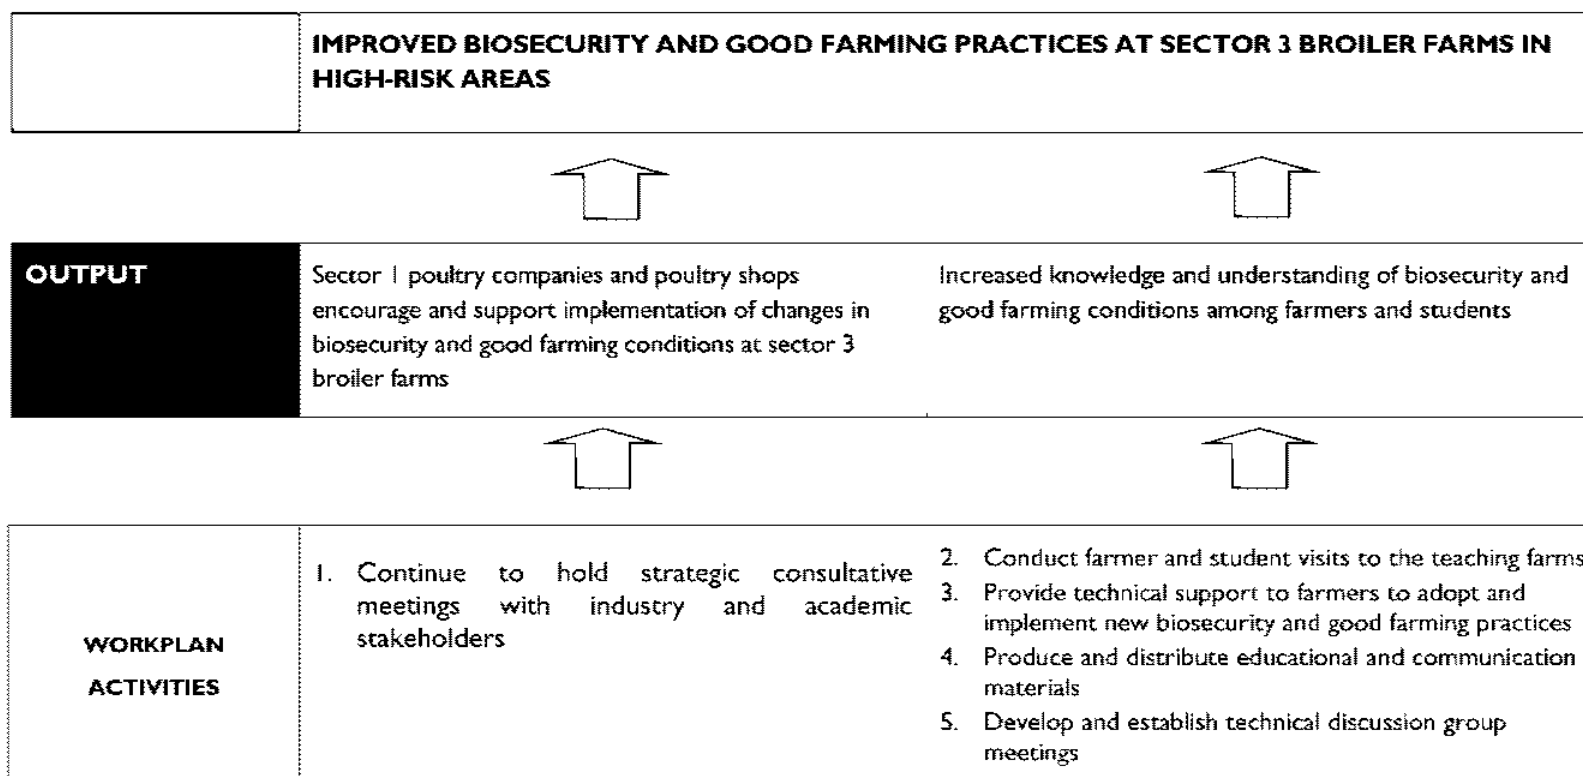 IMPROVED BIOSECURITY AND GOOD FARMING PRACTICES AT SECTOR 3 BROILER FARMS IN
HIGH-RISK AREAS
OUTPUT
Sector 1 poultry companies and poultry shops
encourage and support implementation of changes in
biosecurity and good farming conditions at sector 3
broiler farms
Increased knowledge and understanding of biosecurity and
good farming conditions among farmers and students
WORKPLAN
ACTIVITIES
1. Continue to hold strategic consultative
meetings with industry and academic
stakeholders
2. Conduct farmer and student visits to the teaching farms
3. Provide technical support to farmers to adopt and
implement new biosecurity and good farming practices
4. Produce and distribute educational and communication
materials
5. Develop and establish technical discussion group
meetings